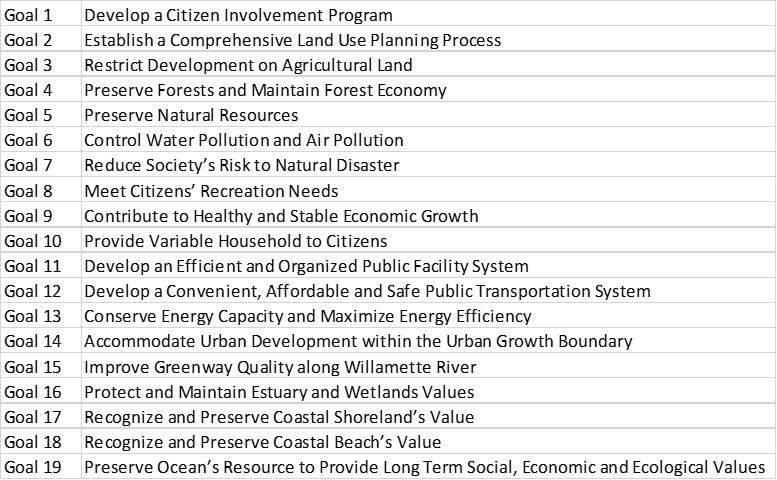 Goal 1 Develop a Citizen Involvement Program
Goal 2 Establish a Comprehensive Land Use Planning Process
Goal 3 Restrict Development on Agricultural Land
Goal 4 Preserve Forests and Maintain Forest Economy
Goal 5 Preserve Natural Resources
Goal 6 Control Water Pollution and Air Pollution
Goal 7 Reduce Society’s Risk to Natural Disaster
Goal 8 Meet Citizens’ Recreation Needs
Goal 9 Contribute to Healthy and Stable Economic Growth
Goal 10 Provide Variable Household to Citizens
Goal 11 Develop an Efficient and Organized Public Facility System
Goal 12 Develop a Convenient, Affordable and Safe Public Transportation System
Goal 13 Conserve Energy Capacity and Maximize Energy Efficiency
Goal 14 Accommodate Urban Development within the Urban Growth Boundary
Goal 15 Improve Greenway Quality along Willamette River
Goal 16 Protect and Maintain Estuary and Wetlands Values
Goal 17 Recognize and Preserve Coastal Shoreland’s Value
Goal 18 Recognize and Preserve Coastal Beach’s Value
Goal 19 Preserve Ocean’s Resource to Provide Long Term Social, Economic and Ecological Values